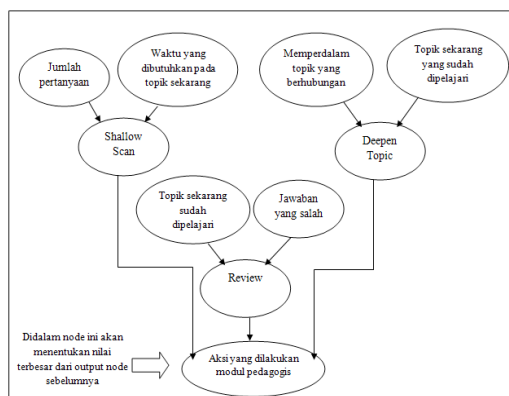 Jumlah
pertanyaan
Waktu yang
dibutuhkan pada
topik sekarang
Memperdalam
topik yang
berhubungan
Topik sekarang
yang sudah
dipelajari
Shallow
Scan
Deepen
Topic
Topik sekarang
sudah
dipelajari
Jawaban
yang salah
Review
Didalam node ini akan
menentukan nilai
terbesar dari output node
sebelumnya
Aksi yang dilakukan
modul pedagogis